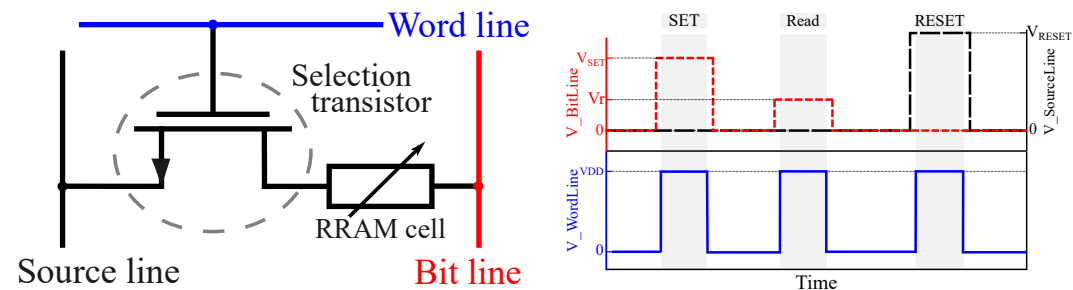 Word line
Selection
transistor
RRAM cell
Source line
Bit line
SET
Read
RESET
V_BitLine
V_SET
Vr
0
V_RESET
0
V_SourceLine
V_WordLine
VDD
0
Time